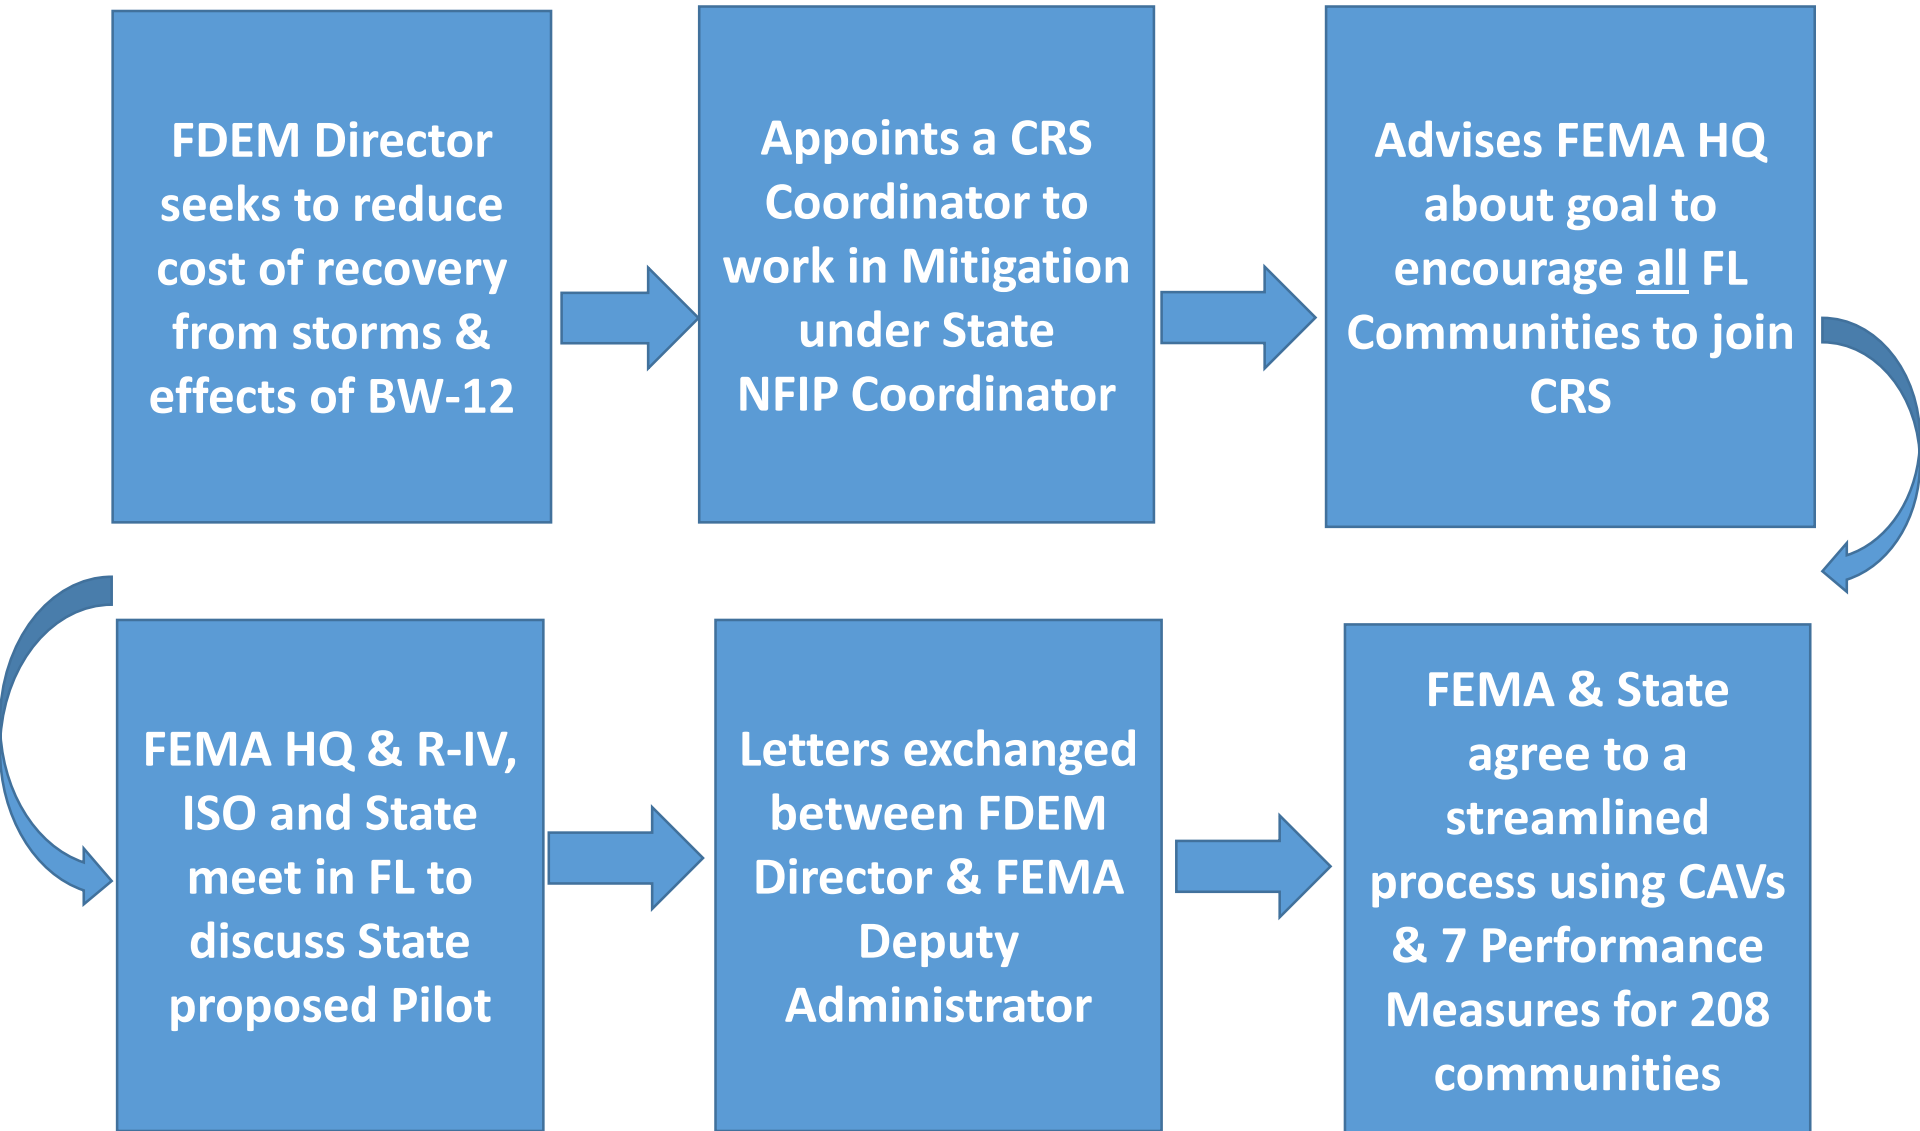 FDEM Director
seeks to reduce
cost of recovery
from storms &
effects of BW-12
Appoints a CRS
Coordinator to
work in Mitigation
under State
NFIP Coordinator
Advises FEMA HQ
about goal to
encourage all FL
Communities to join
CRS
FEMA HQ & R-IV,
ISO and State
meet in FL to
discuss State
proposed Pilot
Letters exchanged
between FDEM
Director & FEMA
Deputy
Administrator
FEMA & State
agree to a
streamlined
process using CAVs
& 7 Performance
Measures for 208
communities